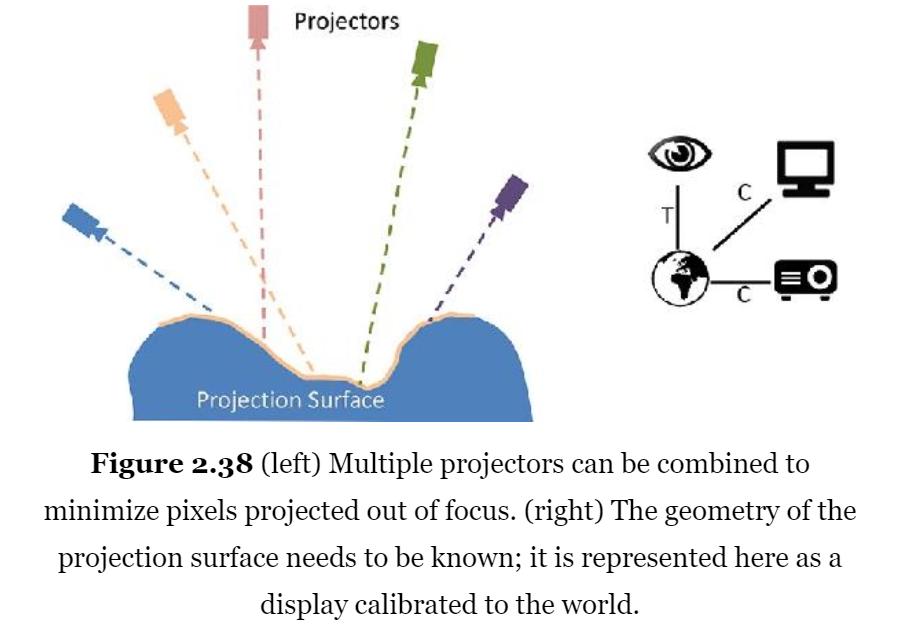 Projectors
T
C
C
Projection Surface
Figure 2.38 (left) Multiple projectors can be combined to
minimize pixels projected out of focus. (right) The geometry of the
projection surface needs to be known; it is represented here as a
display calibrated to the world.